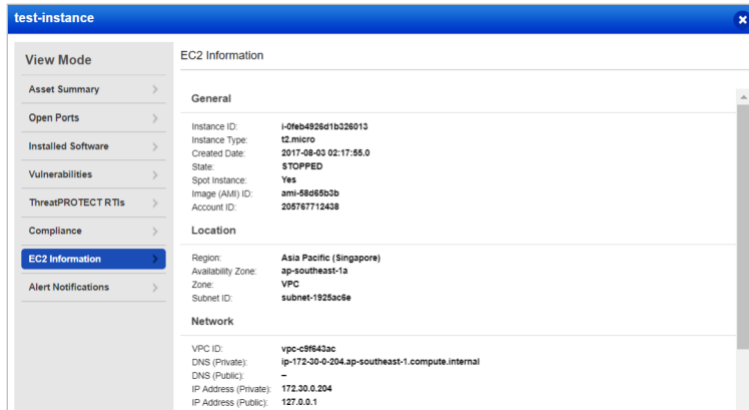 test-instance
View Mode
Asset Summary
Open Ports
Installed Software
Vulnerabilities
ThreatPROTECT RTIs
Compliance
EC2 Information
Alert Notifications
EC2 Information
General
Instance ID: i-0feb4926d1b326013
Instance Type: t2.micro
Created Date: 2017-08-03 02:17:55.0
State: STOPPED
Spot Instance: Yes
Image (AMI) ID: ami-58d65b3b
Account ID: 205767712438
Location
Region: Asia Pacific (Singapore)
Availability Zone: ap-southeast-1a
Zone: VPC
Subnet ID: subnet-1925ac6e
Network
VPC ID: vpc-c9f643ac
DNS (Private): ip-172-30-0-204.ap-southeast-1.compute.internal
DNS (Public): –
IP Address (Private): 172.30.0.204
IP Address (Public): 127.0.0.1